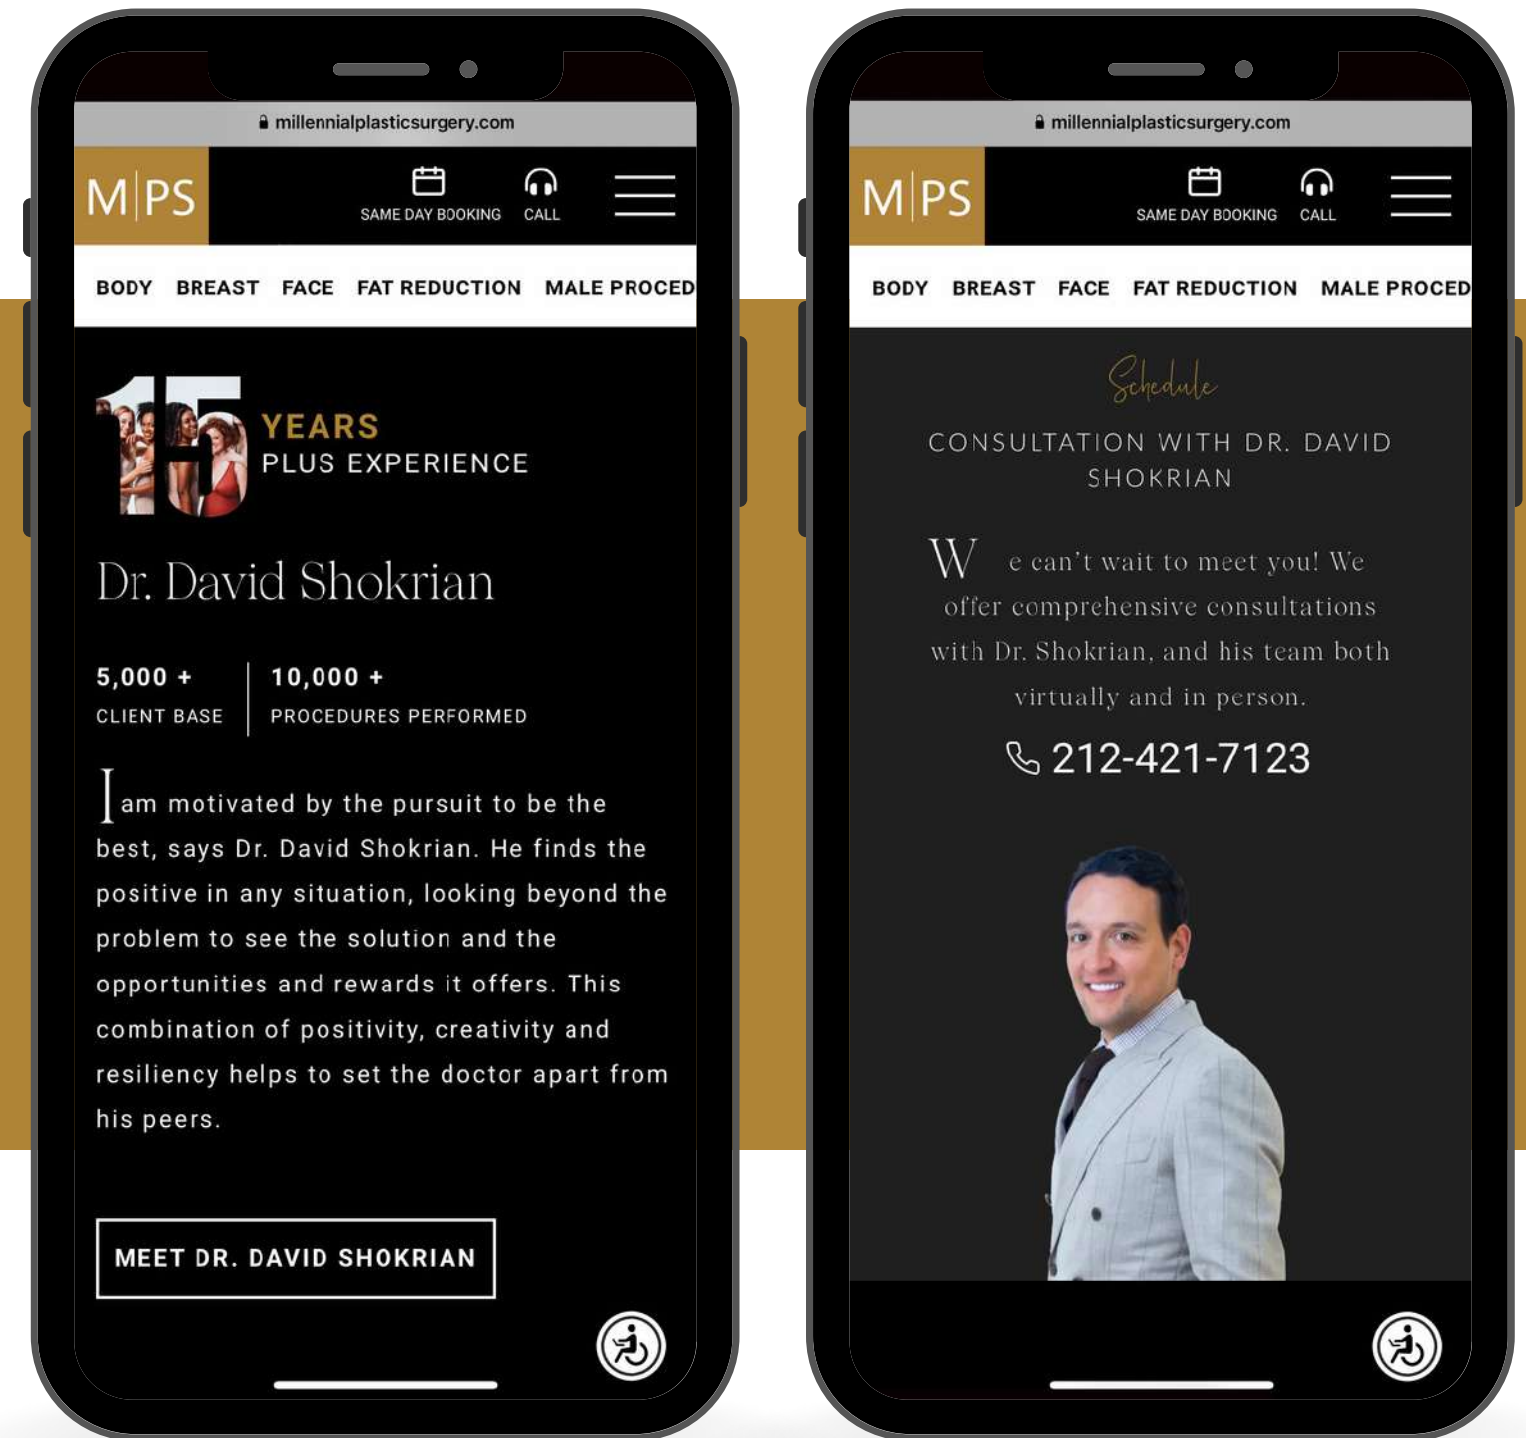 millennialplasticsurgery.com
M|PS
SAME DAY BOOKING
CALL
BODY BREAST FACE FAT REDUCTION MALE PROCED
15
YEARS
PLUS EXPERIENCE
Dr. David Shokrian
5,000 +
CLIENT BASE
10,000 +
PROCEDURES PERFORMED
I am motivated by the pursuit to be the
best, says Dr. David Shokrian. He finds the
positive in any situation, looking beyond the
problem to see the solution and the
opportunities and rewards it offers. This
combination of positivity, creativity and
resiliency helps to set the doctor apart from
his peers.
MEET DR. DAVID SHOKRIAN
millennialplasticsurgery.com
M|PS
SAME DAY BOOKING
CALL
BODY BREAST FACE FAT REDUCTION MALE PROCED
Schedule
CONSULTATION WITH DR. DAVID
SHOKRIAN
We can't wait to meet you! We
offer comprehensive consultations
with Dr. Shokrian, and his team both
virtually and in person.
212-421-7123